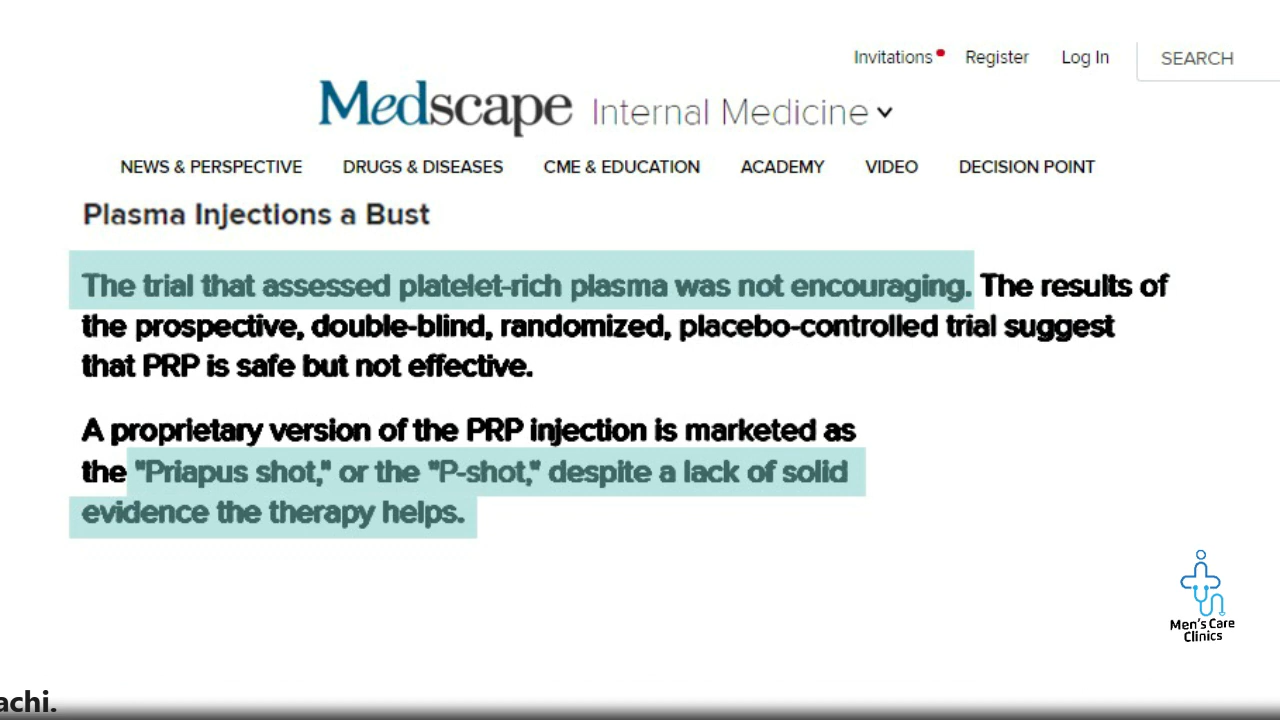 Invitations Register Log In SEARCH
Medscape Internal Medicine
NEWS & PERSPECTIVE DRUGS & DISEASES CME & EDUCATION ACADEMY VIDEO DECISION POINT
Plasma Injections a Bust
The trial that assessed platelet-rich plasma was not encouraging. The results of
the prospective, double-blind, randomized, placebo-controlled trial suggest
that PRP is safe but not effective.
A proprietary version of the PRP injection is marketed as
the "Priapus shot," or the "P-shot," despite a lack of solid
evidence the therapy helps.
Men's Care
Clinics
achi.